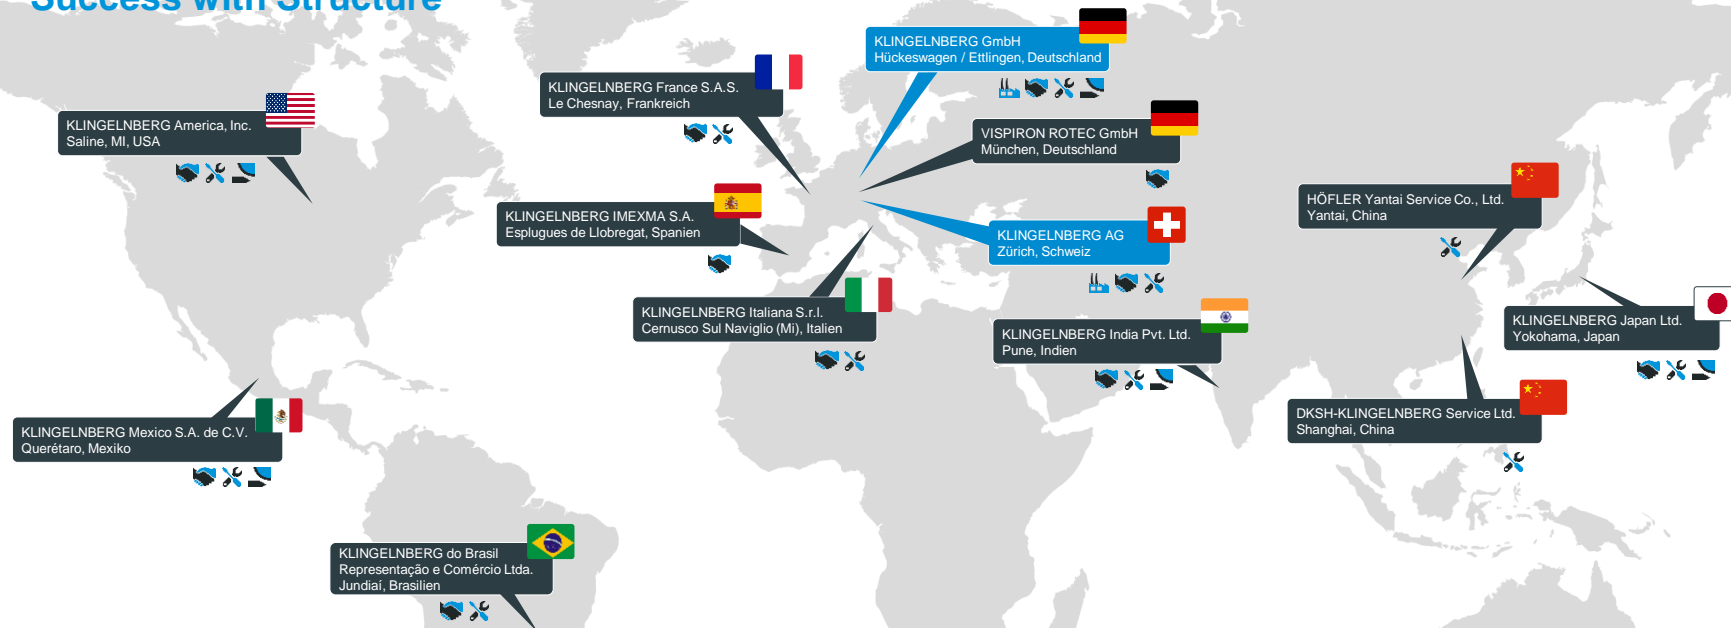 Success with Structure
KLINGELNBERG GmbH
Hückeswagen / Ettlingen, Deutschland
KLINGELNBERG France S.A.S.
Le Chesnay, Frankreich
KLINGELNBERG America, Inc.
Saline, MI, USA
VISPIRON ROTEC GmbH
München, Deutschland
HÖFLER Yantai Service Co., Ltd.
Yantai, China
KLINGELNBERG IMEXMA S.A.
Esplugues de Llobregat, Spanien
KLINGELNBERG AG
Zürich, Schweiz
KLINGELNBERG Italiana S.r.l.
Cernusco Sul Naviglio (Mi), Italien
KLINGELNBERG India Pvt. Ltd.
Pune, Indien
KLINGELNBERG Japan Ltd.
Yokohama, Japan
DKSH-KLINGELNBERG Service Ltd.
Shanghai, China
KLINGELNBERG Mexico S.A. de C.V.
Querétaro, Mexiko
KLINGELNBERG do Brasil
Representação e Comércio Ltda.
Jundiaí, Brasilien